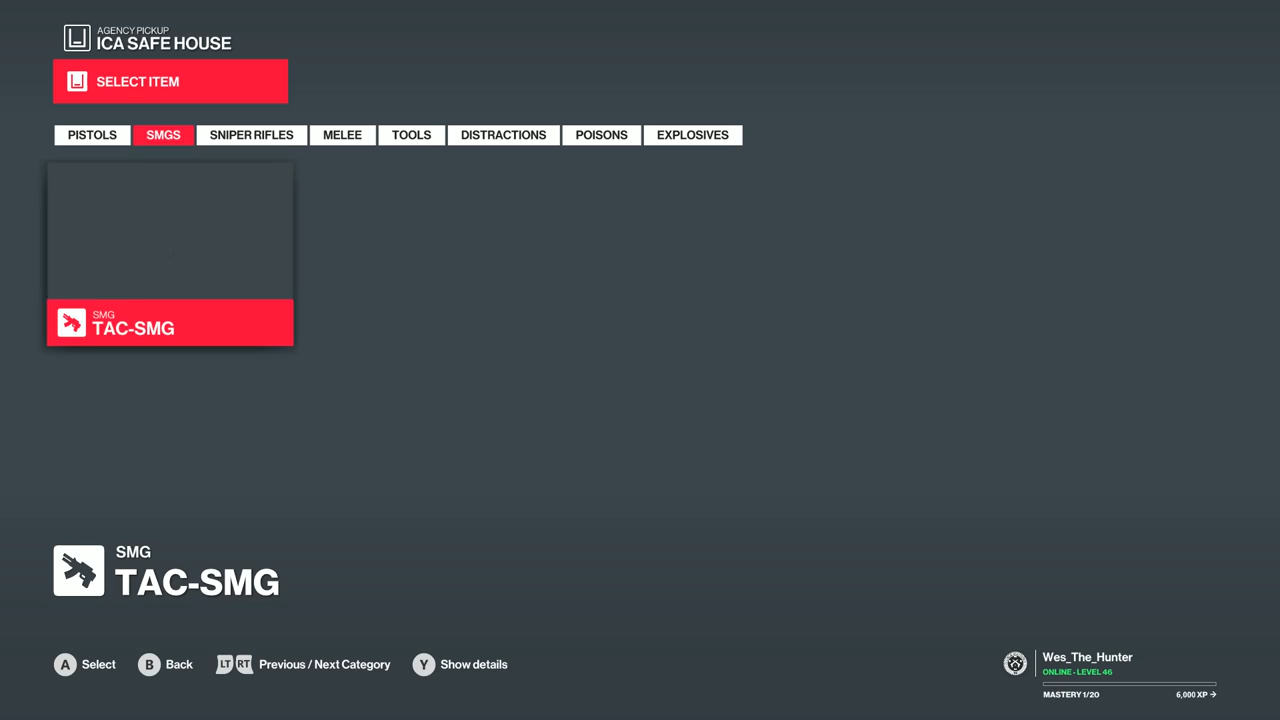 AGENCY PICKUP
ICA SAFE HOUSE
SELECT ITEM
PISTOLS SMGS SNIPER RIFLES MELEE TOOLS DISTRACTIONS POISONS EXPLOSIVES
SMG
TAC-SMG
SMG
TAC-SMG
A Select B Back LT RT Previous / Next Category Y Show details
Wes_The_Hunter
ONLINE - LEVEL 46
MASTERY 1/20 6,000 XP →